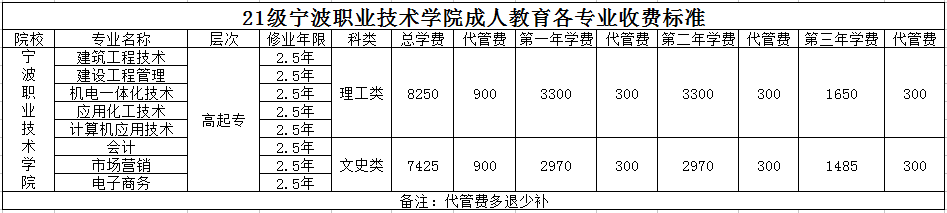 21级宁波职业技术学院成人教育各专业收费标准
院校 专业名称 层次 修业年限 科类 总学费 代管费 第一年学费 代管费 第二年学费 代管费 第三年学费 代管费
宁波职业技术学院 建筑工程技术 高起专 2.5年 理工类 8250 900 3300 300 3300 300 1650 300
建设工程管理 2.5年
机电一体化技术 2.5年
应用化工技术 2.5年
计算机应用技术 2.5年
会计 2.5年 文史类 7425 900 2970 300 2970 300 1485 300
市场营销 2.5年
电子商务 2.5年
备注：代管费多退少补